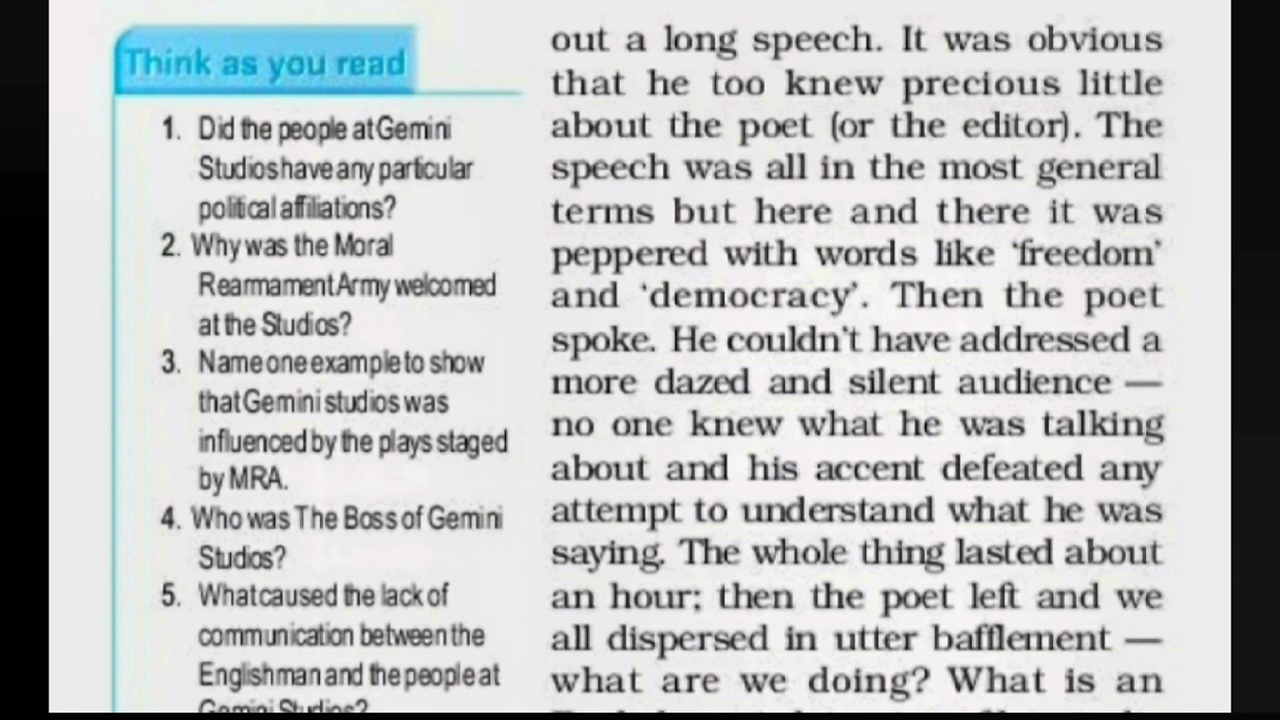 Think as you read
1. Did the people at Gemini
Studios have any particular
political affiliations?
2. Why was the Moral
Rearmament Army welcomed
at the Studios?
3. Name one example to show
that Gemini studios was
influenced by the plays staged
by MRA.
4. Who was The Boss of Gemini
Studios?
5. What caused the lack of
communication between the
Englishman and the people at
Gemini Studios?
out a long speech. It was obvious
that he too knew precious little
about the poet (or the editor). The
speech was all in the most general
terms but here and there it was
peppered with words like ‘freedom’
and ‘democracy’. Then the poet
spoke. He couldn’t have addressed a
more dazed and silent audience —
no one knew what he was talking
about and his accent defeated any
attempt to understand what he was
saying. The whole thing lasted about
an hour; then the poet left and we
all dispersed in utter bafflement —
what are we doing? What is an